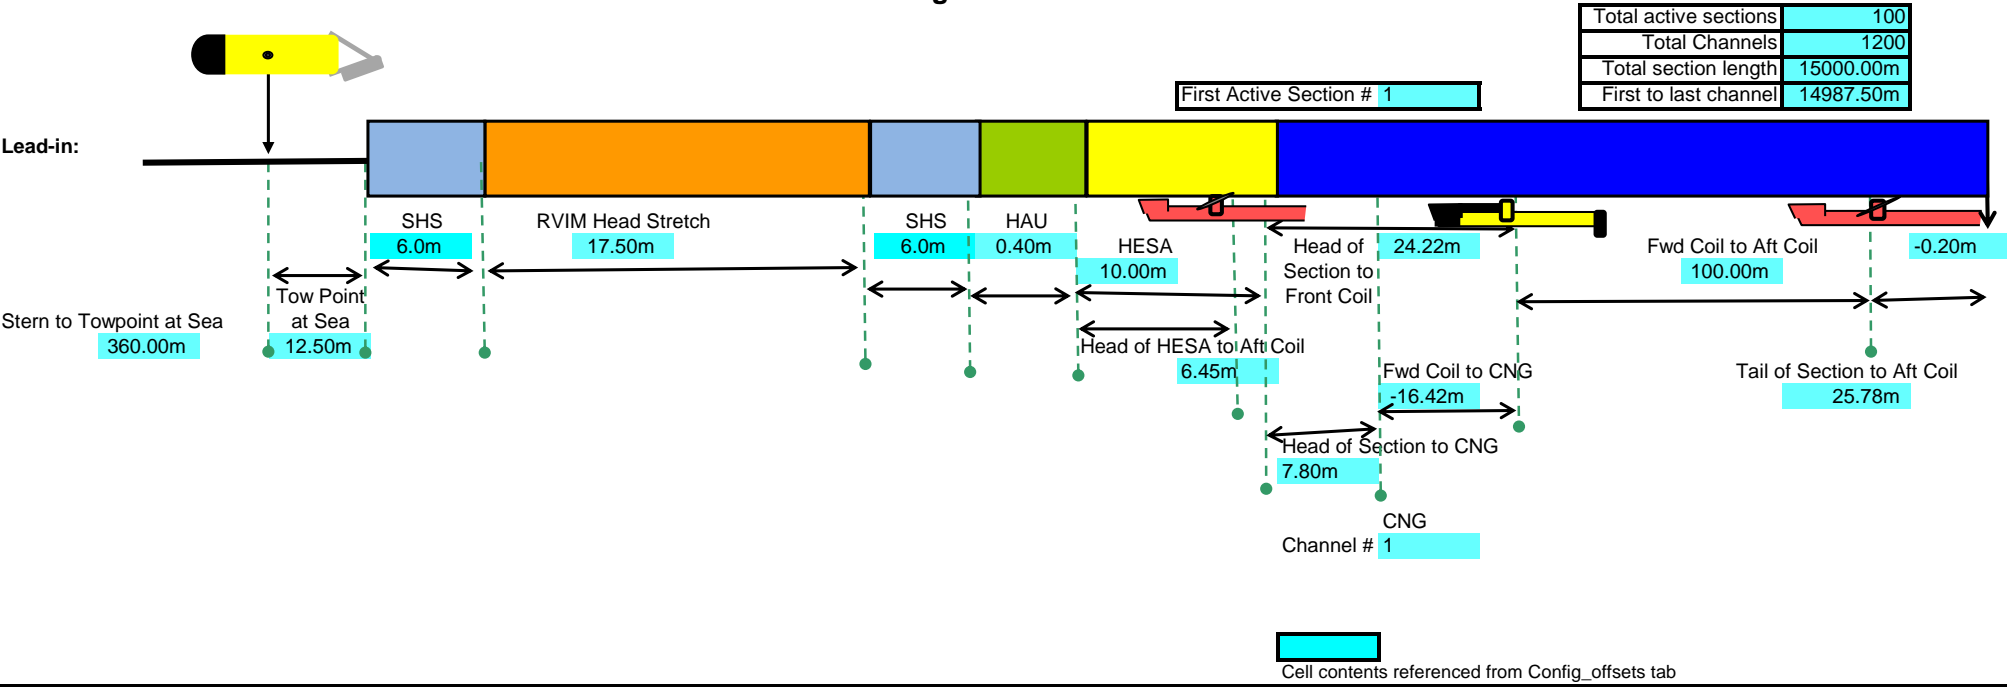 Total active sections 100
Total Channels 1200
Total section length 15000.00m
First to last channel 14987.50m
First Active Section # 1
Lead-in:
SHS
6.0m
RVIM Head Stretch
17.50m
SHS
6.0m
HAU
0.40m
HESA
10.00m
Head of
Section to
Front Coil
24.22m
Fwd Coil to Aft Coil
100.00m
-0.20m
Tow Point
at Sea
12.50m
Stern to Towpoint at Sea
360.00m
Head of HESA to Aft Coil
6.45m
Fwd Coil to CNG
-16.42m
Tail of Section to Aft Coil
25.78m
Head of Section to CNG
7.80m
CNG
Channel # 1
Cell contents referenced from Config_offsets tab